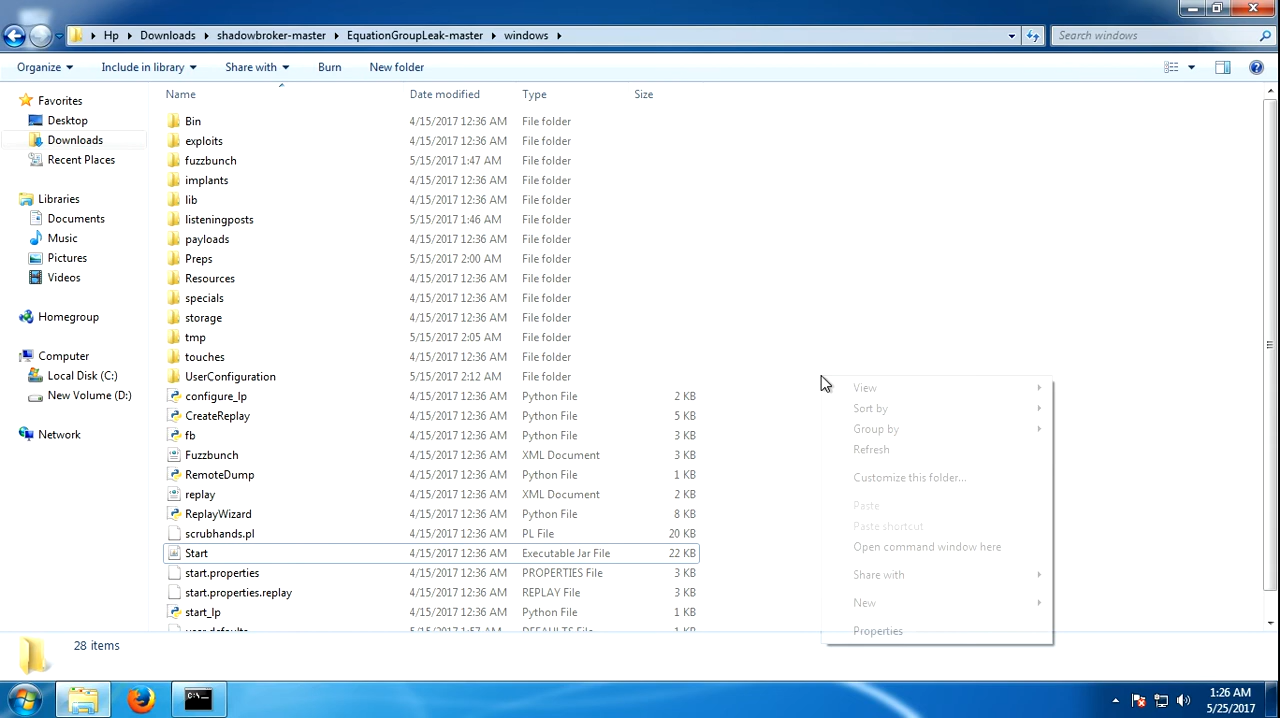 Hp Downloads shadowbroker-master EquationGroupLeak-master windows Search windows
Organize Include in library Share with Burn New folder
Name Date modified Type Size
Favorites
Desktop
Downloads
Recent Places
Libraries
Documents
Music
Pictures
Videos
Homegroup
Computer
Local Disk (C:)
New Volume (D:)
Network
Bin 4/15/2017 12:36 AM File folder
exploits 4/15/2017 12:36 AM File folder
fuzzbunch 5/15/2017 1:47 AM File folder
implants 4/15/2017 12:36 AM File folder
lib 4/15/2017 12:36 AM File folder
listeningposts 5/15/2017 1:46 AM File folder
payloads 4/15/2017 12:36 AM File folder
Preps 5/15/2017 2:00 AM File folder
Resources 4/15/2017 12:36 AM File folder
specials 4/15/2017 12:36 AM File folder
storage 4/15/2017 12:36 AM File folder
tmp 5/15/2017 2:05 AM File folder
touches 4/15/2017 12:36 AM File folder
UserConfiguration 5/15/2017 2:12 AM File folder
configure_lp 4/15/2017 12:36 AM Python File 2 KB
CreateReplay 4/15/2017 12:36 AM Python File 5 KB
fb 4/15/2017 12:36 AM Python File 3 KB
Fuzzbunch 4/15/2017 12:36 AM XML Document 3 KB
RemoteDump 4/15/2017 12:36 AM Python File 1 KB
replay 4/15/2017 12:36 AM XML Document 2 KB
ReplayWizard 4/15/2017 12:36 AM Python File 8 KB
scrubhands.pl 4/15/2017 12:36 AM PL File 20 KB
Start 4/15/2017 12:36 AM Executable Jar File 22 KB
start.properties 4/15/2017 12:36 AM PROPERTIES File 3 KB
start.properties.replay 4/15/2017 12:36 AM REPLAY File 3 KB
start_lp 4/15/2017 12:36 AM Python File 1 KB
user.defaults 5/15/2017 1:57 AM DEFAULTS File 1 KB
View
Sort by
Group by
Refresh
Customize this folder...
Paste
Paste shortcut
Open command window here
Share with
New
Properties
28 items
C:\.
1:26 AM
5/25/2017